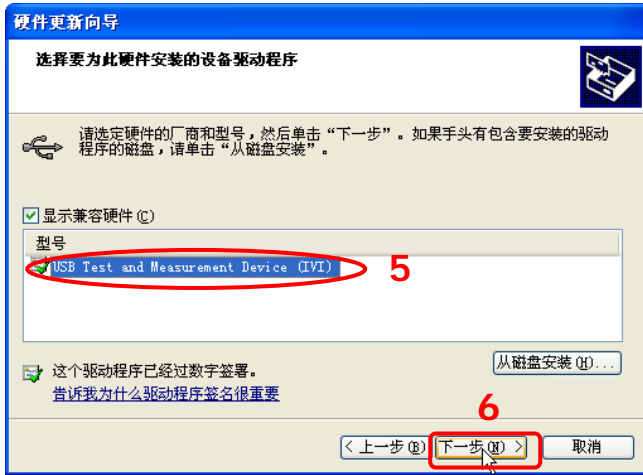 硬件更新向导
选择要为此硬件安装的设备驱动程序
请选定硬件的厂商和型号，然后单击“下一步”。如果手头有包含要安装的驱动
程序的磁盘，请单击“从磁盘安装”。
显示兼容硬件(C)
型号
USB Test and Measurement Device (IVI)
5
这个驱动程序已经过数字签署。
从磁盘安装(H)...
告诉我为什么驱动程序签名很重要
6
< 上一步(B)
下一步(N) >
取消